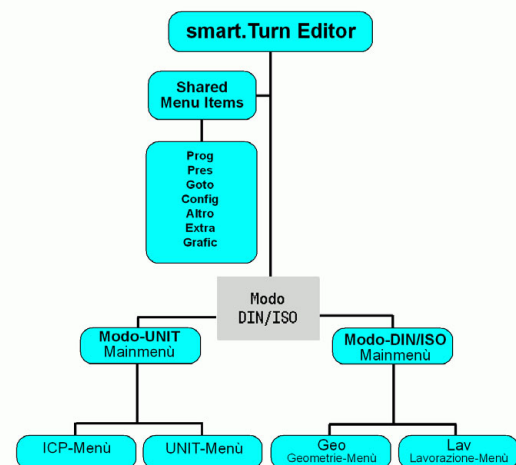 smart.Turn Editor
Shared
Menu Items
Prog
Pres
Goto
Config
Altro
Extra
Grafic
Modo
DIN/ISO
Modo-UNIT
Mainmenù
Modo-DIN/ISO
Mainmenù
ICP-Menù
UNIT-Menù
Geo
Geometrie-Menù
Lav
Lavorazione-Menù